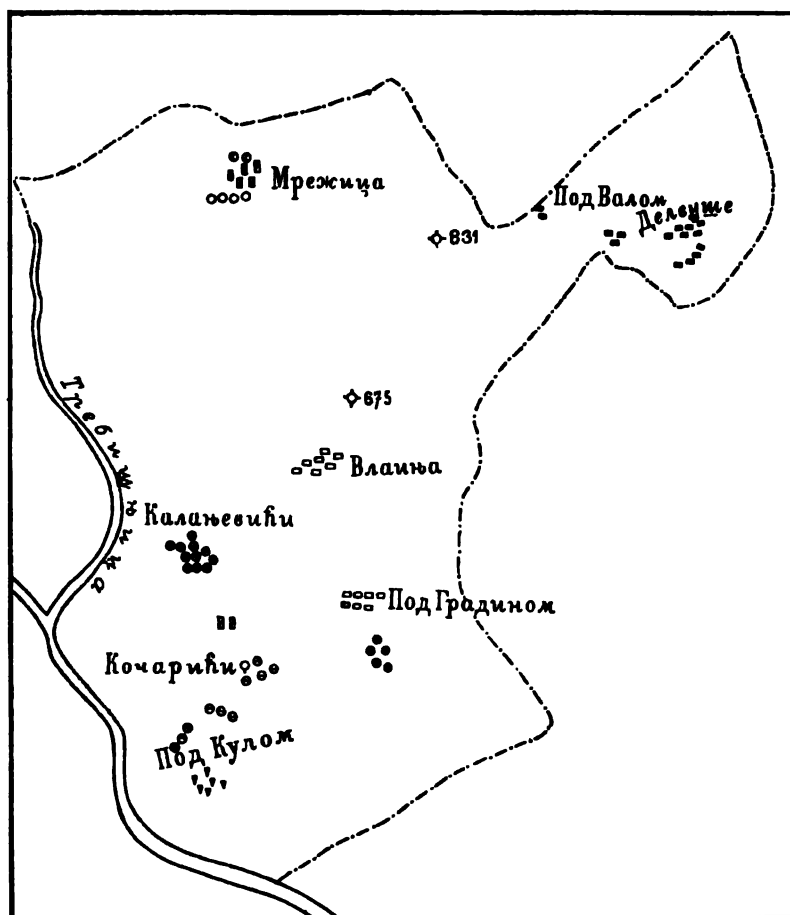 Мрежица
Под Валом
Делеуше
831
Требишњица
675
Влаиња
Калањевићи
Под Градином
Кочарићи
Под Кулом